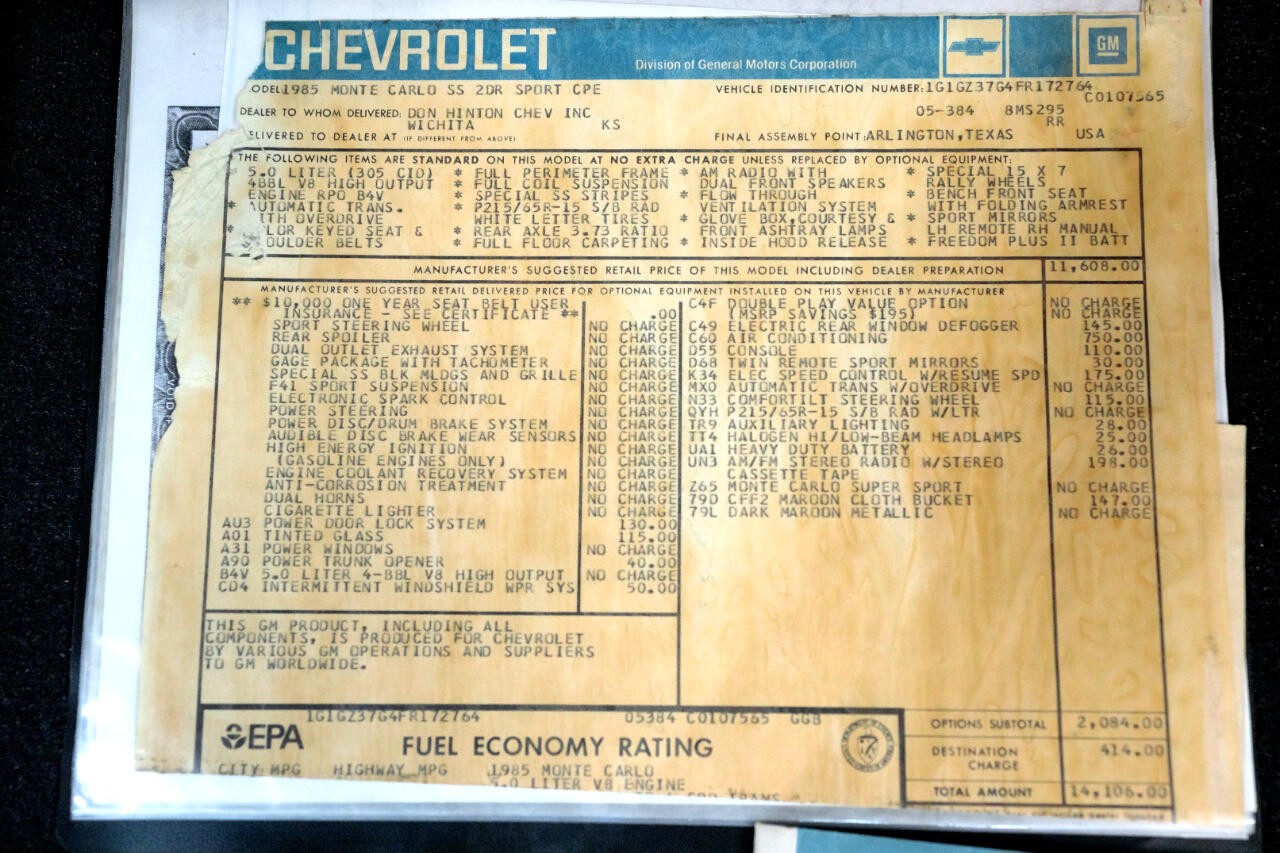 CHEVROLET
Division of General Motors Corporation
GM
ODEL 1985 MONTE CARLO SS 2DR SPORT CPE
VEHICLE IDENTIFICATION NUMBER: 1G1GZ37G4FR172764
C0107565
DEALER TO WHOM DELIVERED: DON HINTON CHEV INC
05-384 8MS295
WICHITA KS
RR
ELIVERED TO DEALER AT (IF DIFFERENT FROM ABOVE)
FINAL ASSEMBLY POINT: ARLINGTON, TEXAS USA
THE FOLLOWING ITEMS ARE STANDARD ON THIS MODEL AT NO EXTRA CHARGE UNLESS REPLACED BY OPTIONAL EQUIPMENT:
5.0 LITER (305 CID) * FULL PERIMETER FRAME * AM RADIO WITH * SPECIAL 15 X 7
4BBL V8 HIGH OUTPUT * FULL COIL SUSPENSION DUAL FRONT SPEAKERS RALLY WHEELS
ENGINE RPO B4V * SPECIAL SS STRIPES * FLOW THROUGH * BENCH FRONT SEAT
* AUTOMATIC TRANS. * P215/65R-15 S/B RAD VENTILATION SYSTEM WITH FOLDING ARMREST
ITH OVERDRIVE WHITE LETTER TIRES * GLOVE BOX,COURTESY & * SPORT MIRRORS
LOR KEYED SEAT & * REAR AXLE 3.73 RATIO FRONT ASHTRAY LAMPS LH REMOTE RH MANUAL
OULDER BELTS * FULL FLOOR CARPETING * INSIDE HOOD RELEASE * FREEDOM PLUS II BATT
MANUFACTURER'S SUGGESTED RETAIL PRICE OF THIS MODEL INCLUDING DEALER PREPARATION 11,608.00
MANUFACTURER'S SUGGESTED RETAIL DELIVERED PRICE FOR OPTIONAL EQUIPMENT INSTALLED ON THIS VEHICLE BY MANUFACTURER
** $10,000 ONE YEAR SEAT BELT USER
INSURANCE - SEE CERTIFICATE ** .00
SPORT STEERING WHEEL NO CHARGE
REAR SPOILER NO CHARGE
DUAL OUTLET EXHAUST SYSTEM NO CHARGE
GAGE PACKAGE WITH TACHOMETER NO CHARGE
SPECIAL SS BLK MLDGS AND GRILLE NO CHARGE
F41 SPORT SUSPENSION NO CHARGE
ELECTRONIC SPARK CONTROL NO CHARGE
POWER STEERING NO CHARGE
POWER DISC/DRUM BRAKE SYSTEM NO CHARGE
AUDIBLE DISC BRAKE WEAR SENSORS NO CHARGE
HIGH ENERGY IGNITION NO CHARGE
(GASOLINE ENGINES ONLY) NO CHARGE
ENGINE COOLANT RECOVERY SYSTEM NO CHARGE
ANTI-CORROSION TREATMENT NO CHARGE
DUAL HORNS NO CHARGE
CIGARETTE LIGHTER NO CHARGE
AU3 POWER DOOR LOCK SYSTEM 130.00
A01 TINTED GLASS 115.00
A31 POWER WINDOWS NO CHARGE
A90 POWER TRUNK OPENER 40.00
B4V 5.0 LITER 4-BBL V8 HIGH OUTPUT NO CHARGE
CD4 INTERMITTENT WINDSHIELD WPR SYS 50.00
C4F DOUBLE PLAY VALUE OPTION NO CHARGE
(MSRP SAVINGS $195) NO CHARGE
C49 ELECTRIC REAR WINDOW DEFOGGER 145.00
C60 AIR CONDITIONING 750.00
D55 CONSOLE 110.00
D68 TWIN REMOTE SPORT MIRRORS 30.00
K34 ELEC SPEED CONTROL W/RESUME SPD 175.00
MX0 AUTOMATIC TRANS W/OVERDRIVE NO CHARGE
N33 COMFORTILT STEERING WHEEL 115.00
QYH P215/65R-15 S/B RAD W/LTR NO CHARGE
TR9 AUXILIARY LIGHTING 28.00
TT4 HALOGEN HI/LOW-BEAM HEADLAMPS 25.00
UA1 HEAVY DUTY BATTERY 26.00
UN3 AM/FM STEREO RADIO W/STEREO 198.00
CASSETTE TAPE
Z65 MONTE CARLO SUPER SPORT NO CHARGE
79D CFF2 MAROON CLOTH BUCKET 147.00
79L DARK MAROON METALLIC NO CHARGE
THIS GM PRODUCT, INCLUDING ALL
COMPONENTS, IS PRODUCED FOR CHEVROLET
BY VARIOUS GM OPERATIONS AND SUPPLIERS
TO GM WORLDWIDE.
1G1GZ37G4FR172764 05384 C0107565 GGB
EPA FUEL ECONOMY RATING
CITY MPG HIGHWAY MPG 1985 MONTE CARLO
5.0 LITER V8 ENGINE
OPTIONS SUBTOTAL 2,084.00
DESTINATION CHARGE 414.00
TOTAL AMOUNT 14,106.00